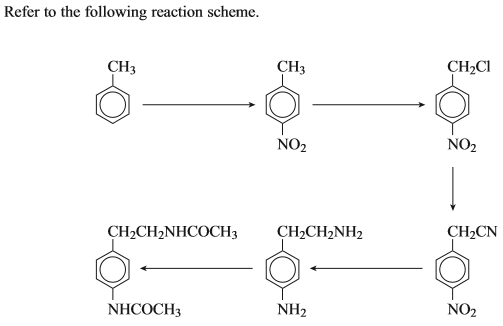 Refer to the following reaction scheme.
CH3 CH3 CH2Cl
NO2 NO2
CH2CH2NHCOCH3 CH2CH2NH2 CH2CN
NHCOCH3 NH2 NO2